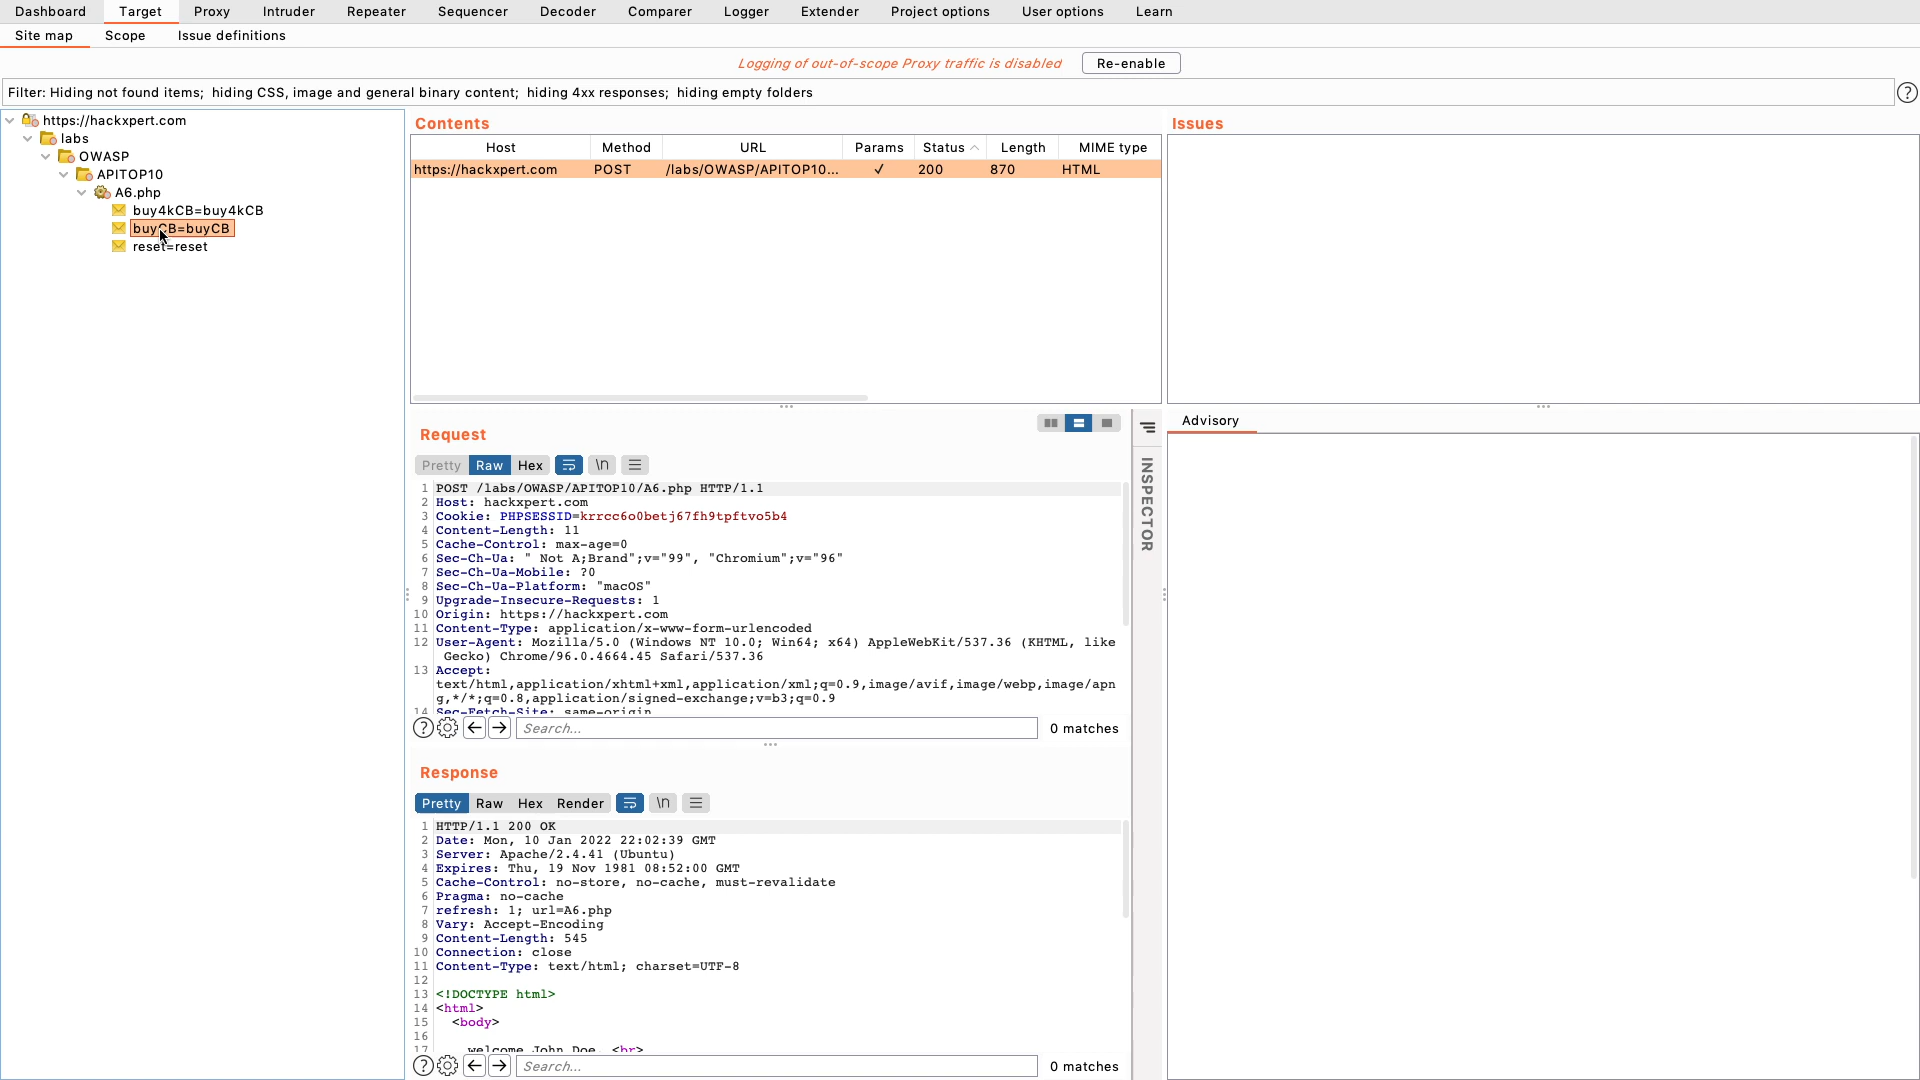 Dashboard Target Proxy Intruder Repeater Sequencer Decoder Comparer Logger Extender Project options User options Learn
Site map Scope Issue definitions
Logging of out-of-scope Proxy traffic is disabled Re-enable
Filter: Hiding not found items; hiding CSS, image and general binary content; hiding 4xx responses; hiding empty folders ?
https://hackxpert.com
labs
OWASP
APITOP10
A6.php
buy4kCB=buy4kCB
buyCB=buyCB
reset=reset
Contents
Host Method URL Params Status Length MIME type
https://hackxpert.com POST /labs/OWASP/APITOP10... ✓ 200 870 HTML
Issues
Advisory
Request
Pretty Raw Hex \n
INSPECTOR
1 POST /labs/OWASP/APITOP10/A6.php HTTP/1.1
2 Host: hackxpert.com
3 Cookie: PHPSESSID=krrcc6o0betj67fh9tpftvo5b4
4 Content-Length: 11
5 Cache-Control: max-age=0
6 Sec-Ch-Ua: " Not A;Brand";v="99", "Chromium";v="96"
7 Sec-Ch-Ua-Mobile: ?0
8 Sec-Ch-Ua-Platform: "macOS"
9 Upgrade-Insecure-Requests: 1
10 Origin: https://hackxpert.com
11 Content-Type: application/x-www-form-urlencoded
12 User-Agent: Mozilla/5.0 (Windows NT 10.0; Win64; x64) AppleWebKit/537.36 (KHTML, like
Gecko) Chrome/96.0.4664.45 Safari/537.36
13 Accept:
text/html,application/xhtml+xml,application/xml;q=0.9,image/avif,image/webp,image/apn
g,*/*;q=0.8,application/signed-exchange;v=b3;q=0.9
14 Sec-Fetch-Site: same-origin
? Search... 0 matches
Response
Pretty Raw Hex Render \n
1 HTTP/1.1 200 OK
2 Date: Mon, 10 Jan 2022 22:02:39 GMT
3 Server: Apache/2.4.41 (Ubuntu)
4 Expires: Thu, 19 Nov 1981 08:52:00 GMT
5 Cache-Control: no-store, no-cache, must-revalidate
6 Pragma: no-cache
7 refresh: 1; url=A6.php
8 Vary: Accept-Encoding
9 Content-Length: 545
10 Connection: close
11 Content-Type: text/html; charset=UTF-8
12
13 <!DOCTYPE html>
14 <html>
15 <body>
16
17 welcome John Doe, <br>
? Search... 0 matches